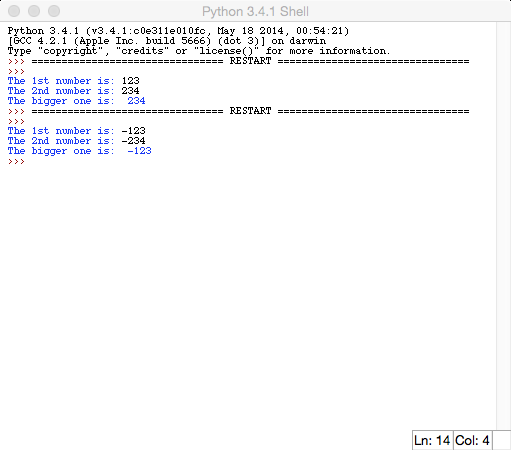 Python 3.4.1 Shell
Python 3.4.1 (v3.4.1:c0e311e010fc, May 18 2014, 00:54:21)
[GCC 4.2.1 (Apple Inc. build 5666) (dot 3)] on darwin
Type "copyright", "credits" or "license()" for more information.
>>> ================================ RESTART ================================
>>>
The 1st number is: 123
The 2nd number is: 234
The bigger one is:  234
>>> ================================ RESTART ================================
>>>
The 1st number is: -123
The 2nd number is: -234
The bigger one is:  -123
>>>
Ln: 14 Col: 4